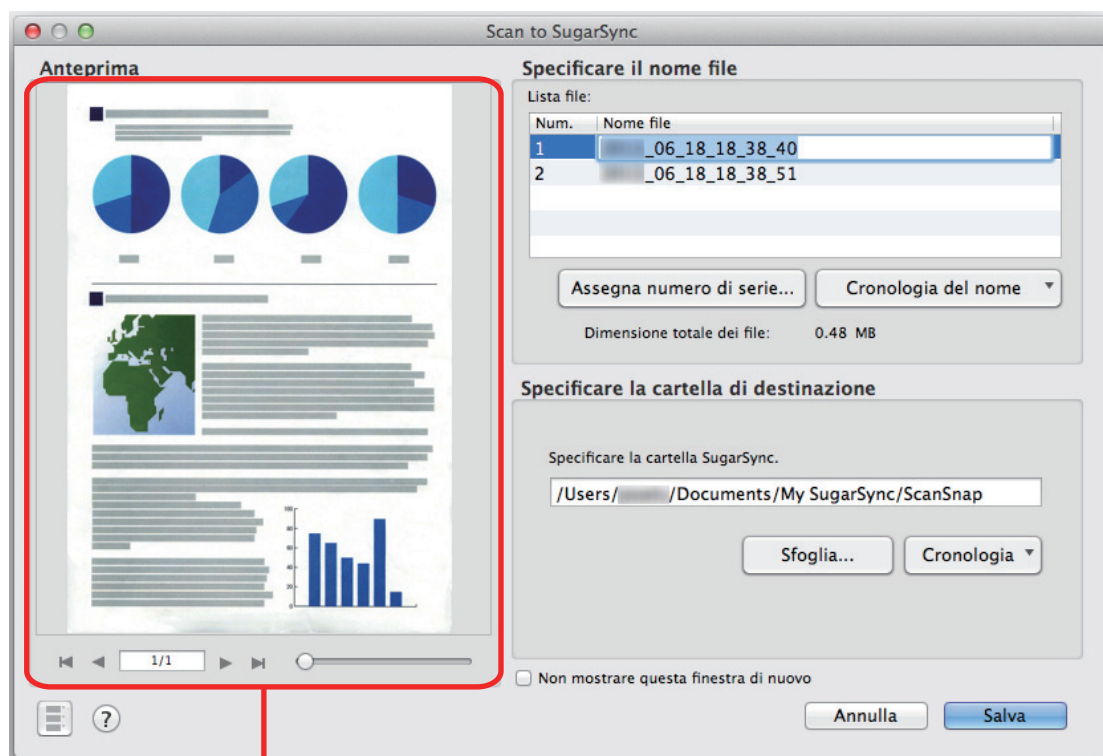 Scan to SugarSync
Anteprima
1/1
Specificare il nome file
Lista file:
Num. Nome file
1 _06_18_18_38_40
2 _06_18_18_38_51
Assegna numero di serie... Cronologia del nome
Dimensione totale dei file: 0.48 MB
Specificare la cartella di destinazione
Specificare la cartella SugarSync.
/Users/ /Documents/My SugarSync/ScanSnap
Sfoglia... Cronologia
Non mostrare questa finestra di nuovo
?
Annulla Salva